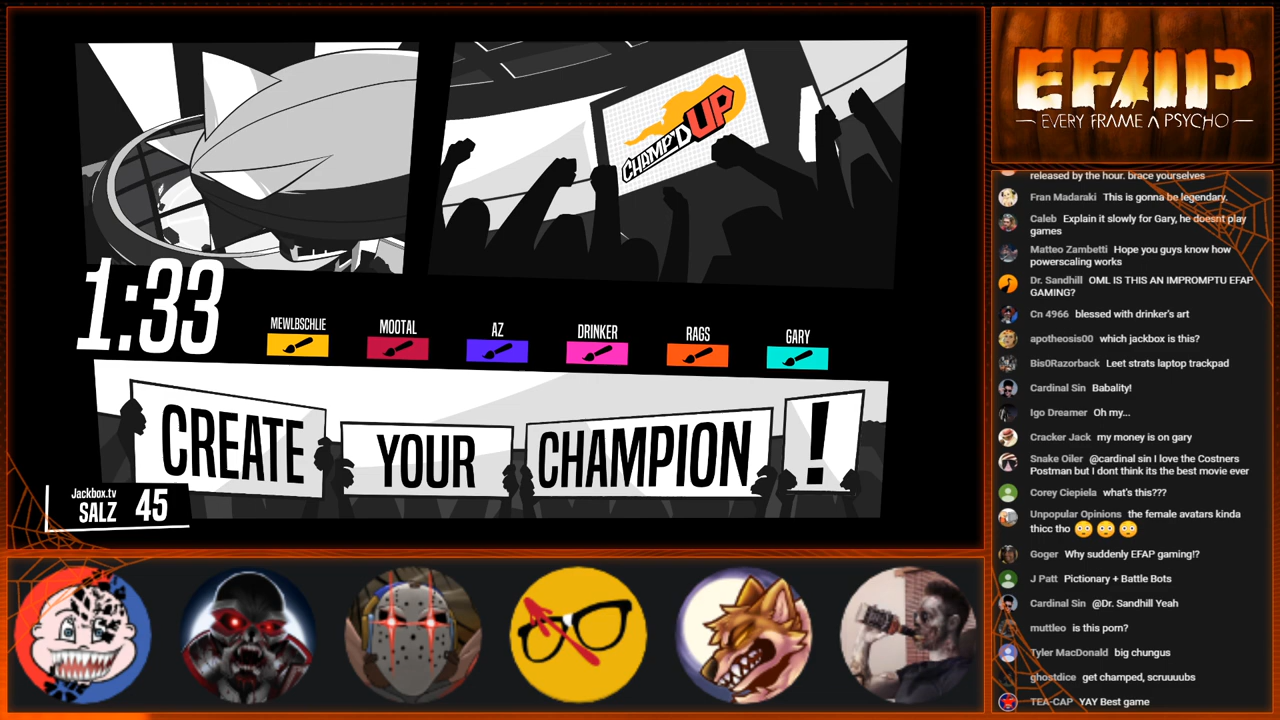 CHAMP'D UP
1:33
MEWLBSCHLIE
MOOTAL
AZ
DRINKER
RAGS
GARY
CREATE
YOUR
CHAMPION
!
Jackbox.tv
SALZ
45
EFAP
EVERY FRAME A PSYCHO
released by the hour. brace yourselves
Fran Madaraki This is gonna be legendary.
Caleb Explain it slowly for Gary, he doesnt play
games
Matteo Zambetti Hope you guys know how
powerscaling works
Dr. Sandhill OML IS THIS AN IMPROMPTU EFAP
GAMING?
Cn 4966 blessed with drinker's art
apotheosis00 which jackbox is this?
Bis0Razorback Leet strats laptop trackpad
Cardinal Sin Babality!
Igo Dreamer Oh my...
Cracker Jack my money is on gary
Snake Oiler @cardinal sin I love the Costners
Postman but I dont think its the best movie ever
Corey Ciepiela what's this???
Unpopular Opinions the female avatars kinda
thicc tho 😳 😳 😳
Goger Why suddenly EFAP gaming!?
J Patt Pictionary + Battle Bots
Cardinal Sin @Dr. Sandhill Yeah
muttleo is this porn?
Tyler MacDonald big chungus
ghostdice get champed, scruuubs
TEA-CAP YAY Best game